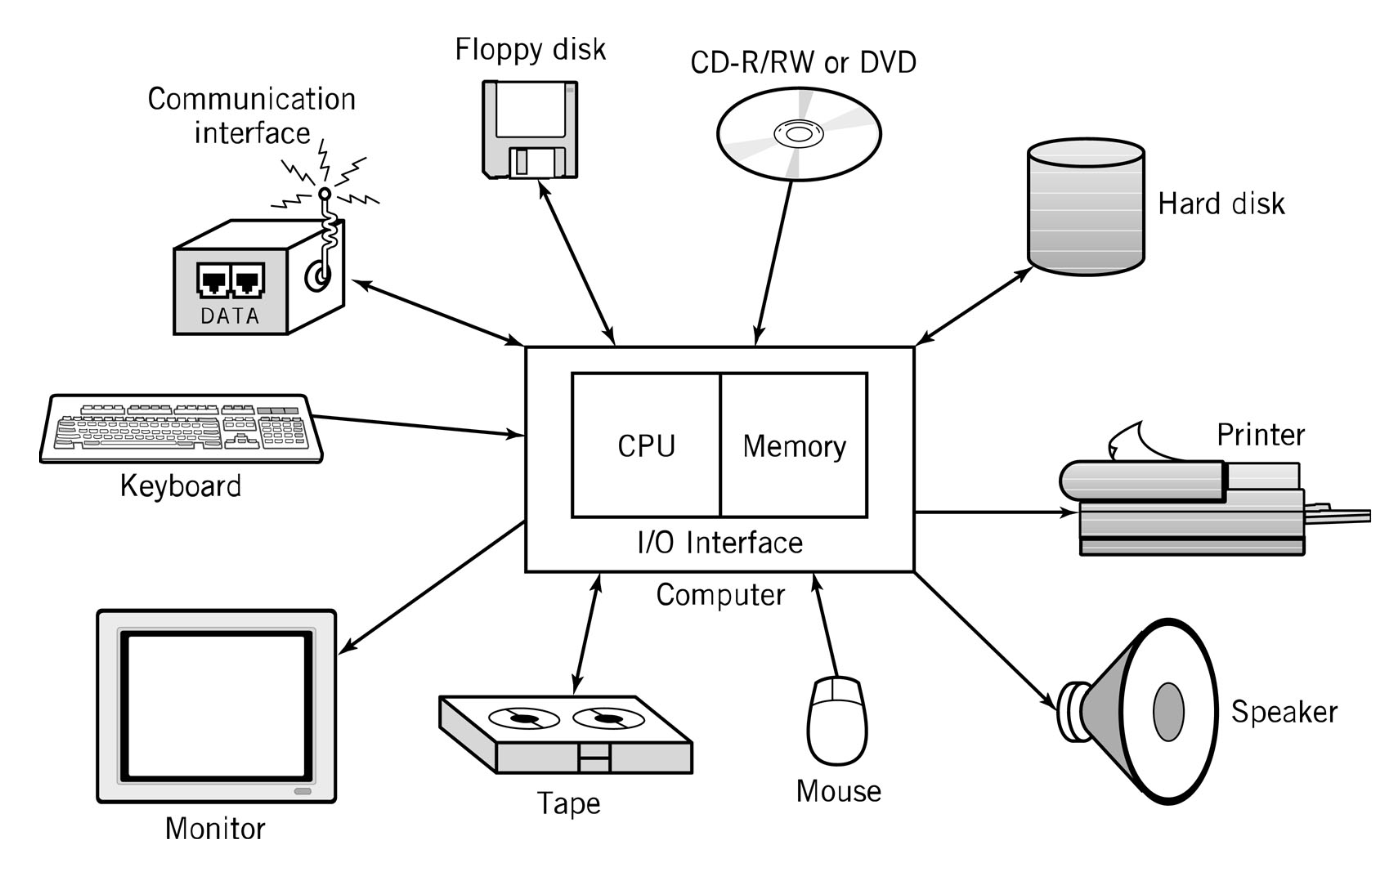 Floppy disk
CD-R/RW or DVD
Communication
interface
Hard disk
DATA
Keyboard
CPU
Memory
Printer
I/O Interface
Computer
Monitor
Tape
Mouse
Speaker